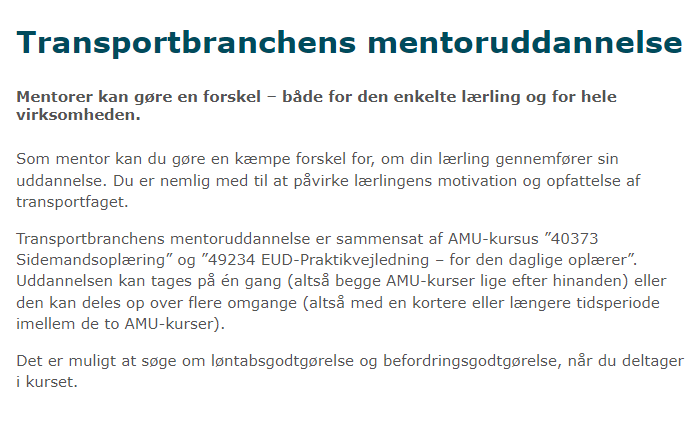 Transportbranchens mentoruddannelse
Mentorer kan gøre en forskel – både for den enkelte lærling og for hele
virksomheden.
Som mentor kan du gøre en kæmpe forskel for, om din lærling gennemfører sin
uddannelse. Du er nemlig med til at påvirke lærlingens motivation og opfattelse af
transportfaget.
Transportbranchens mentoruddannelse er sammensat af AMU-kursus ”40373
Sidemandsoplæring” og ”49234 EUD-Praktikvejledning – for den daglige oplærer”.
Uddannelsen kan tages på én gang (altså begge AMU-kurser lige efter hinanden) eller
den kan deles op over flere omgange (altså med en kortere eller længere tidsperiode
imellem de to AMU-kurser).
Det er muligt at søge om løntabsgodtgørelse og befordringsgodtgørelse, når du deltager
i kurset.